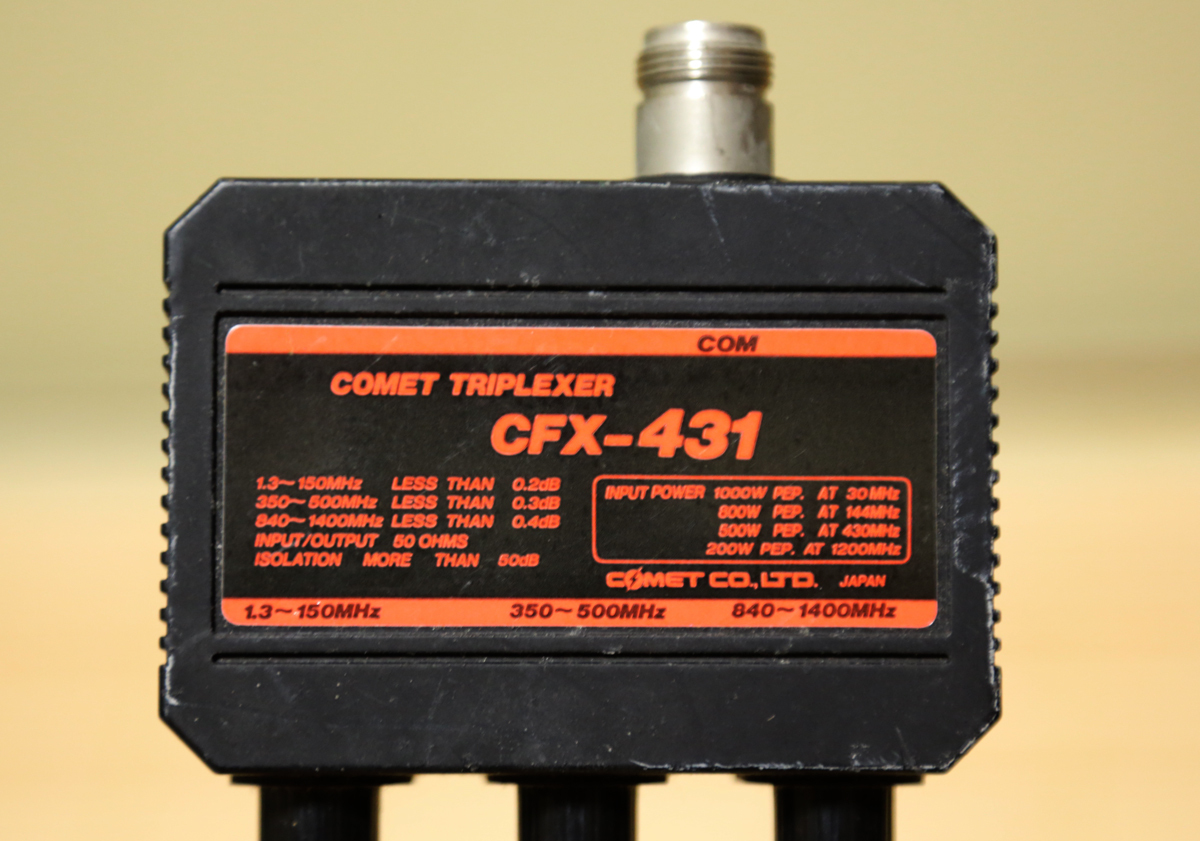 COM
COMET TRIPLEXER
CFX-431
1.3~150MHz LESS THAN 0.2dB
350~500MHz LESS THAN 0.3dB
840~1400MHz LESS THAN 0.4dB
INPUT/OUTPUT 50 OHMS
ISOLATION MORE THAN 50dB
INPUT POWER 1000W PEP. AT 30MHz
800W PEP. AT 144MHz
500W PEP. AT 430MHz
200W PEP. AT 1200MHz
COMET CO., LTD. JAPAN
1.3~150MHz 350~500MHz 840~1400MHz